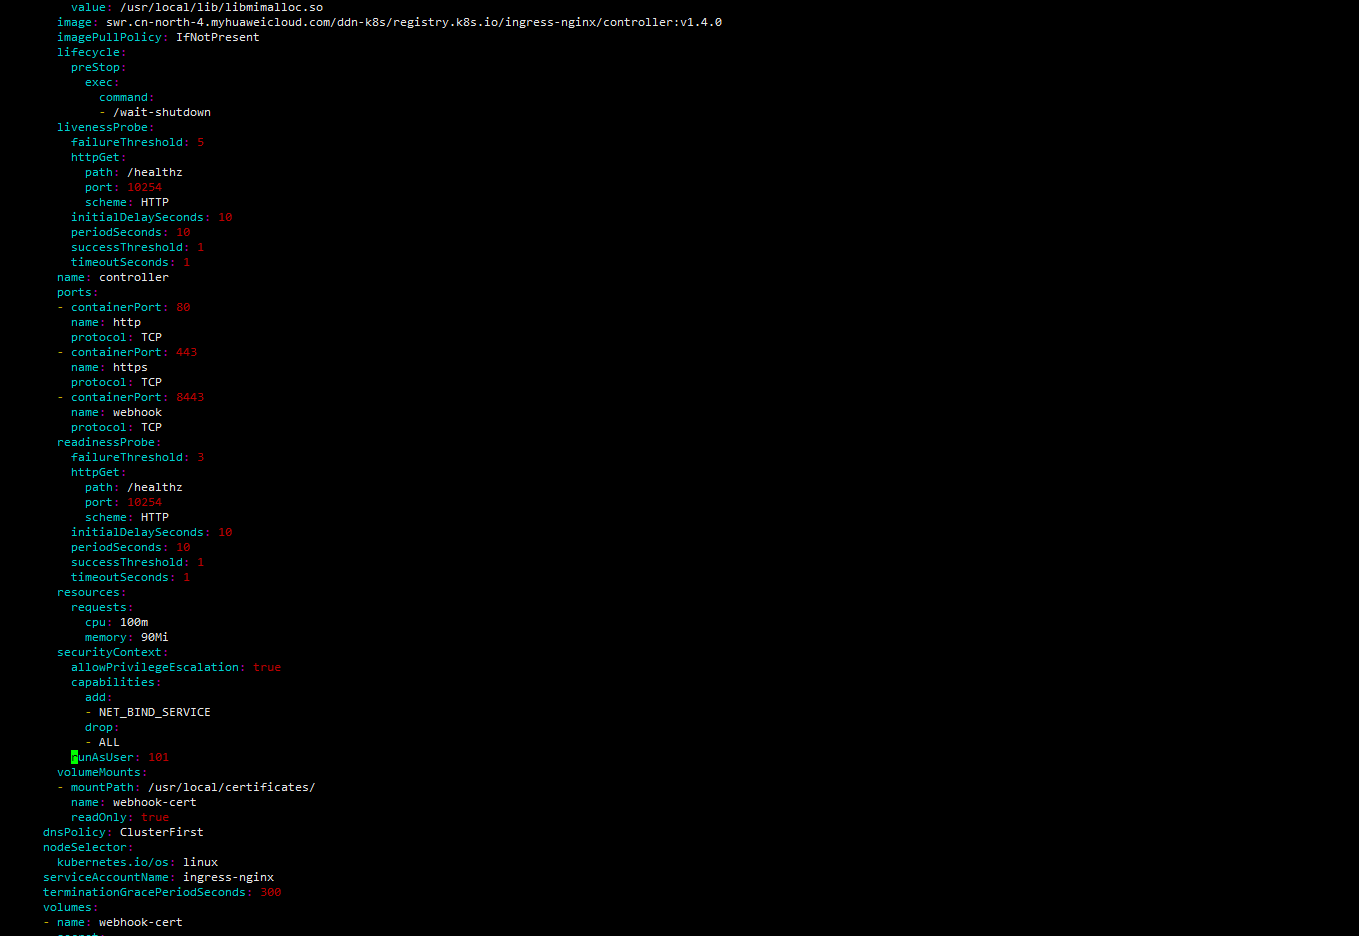 value: /usr/local/lib/libmimalloc.so
image: swr.cn-north-4.myhuaweicloud.com/ddn-k8s/registry.k8s.io/ingress-nginx/controller:v1.4.0
imagePullPolicy: IfNotPresent
lifecycle:
preStop:
exec:
command:
- /wait-shutdown
livenessProbe:
failureThreshold: 5
httpGet:
path: /healthz
port: 10254
scheme: HTTP
initialDelaySeconds: 10
periodSeconds: 10
successThreshold: 1
timeoutSeconds: 1
name: controller
ports:
- containerPort: 80
name: http
protocol: TCP
- containerPort: 443
name: https
protocol: TCP
- containerPort: 8443
name: webhook
protocol: TCP
readinessProbe:
failureThreshold: 3
httpGet:
path: /healthz
port: 10254
scheme: HTTP
initialDelaySeconds: 10
periodSeconds: 10
successThreshold: 1
timeoutSeconds: 1
resources:
requests:
cpu: 100m
memory: 90Mi
securityContext:
allowPrivilegeEscalation: true
capabilities:
add:
- NET_BIND_SERVICE
drop:
- ALL
runAsUser: 101
volumeMounts:
- mountPath: /usr/local/certificates/
name: webhook-cert
readOnly: true
dnsPolicy: ClusterFirst
nodeSelector:
kubernetes.io/os: linux
serviceAccountName: ingress-nginx
terminationGracePeriodSeconds: 300
volumes:
- name: webhook-cert